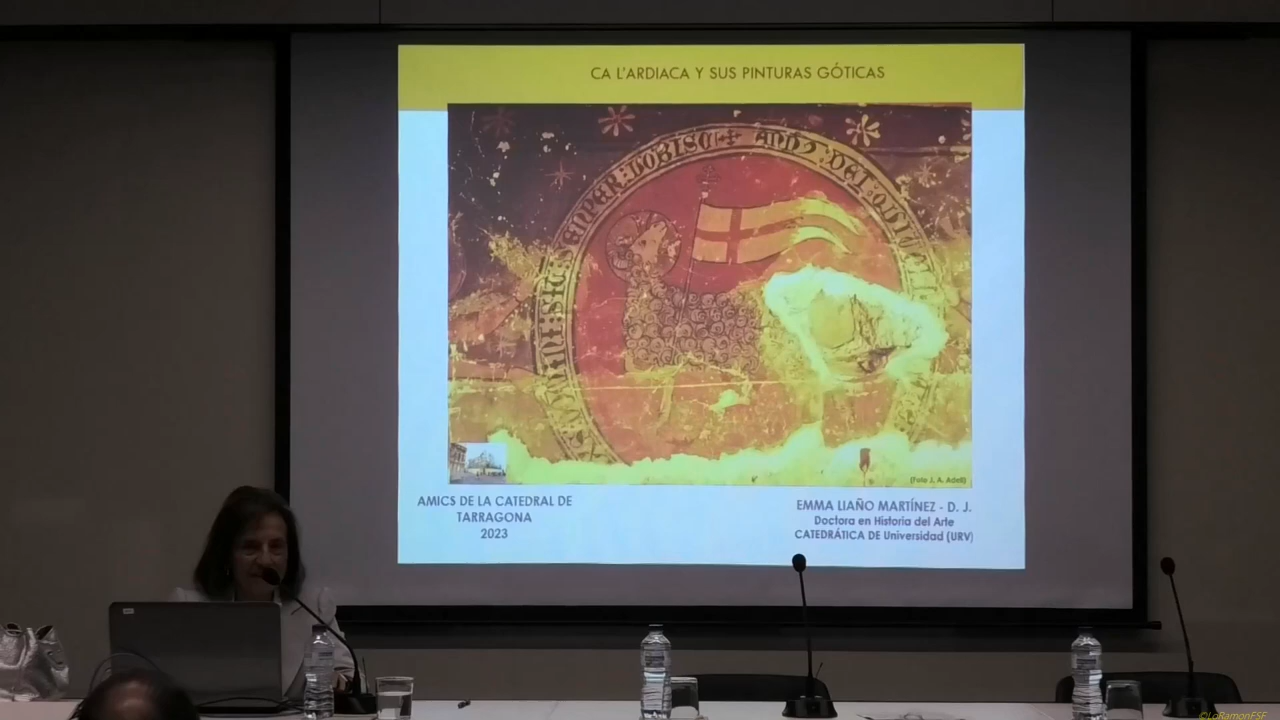 CA L'ARDIACA Y SUS PINTURAS GÓTICAS
(Foto J. A. Adell)
AMICS DE LA CATEDRAL DE
TARRAGONA
2023
EMMA LIAÑO MARTÍNEZ - D. J.
Doctora en Historia del Arte
CATEDRÁTICA DE Universidad (URV)
©LoRamonFSF